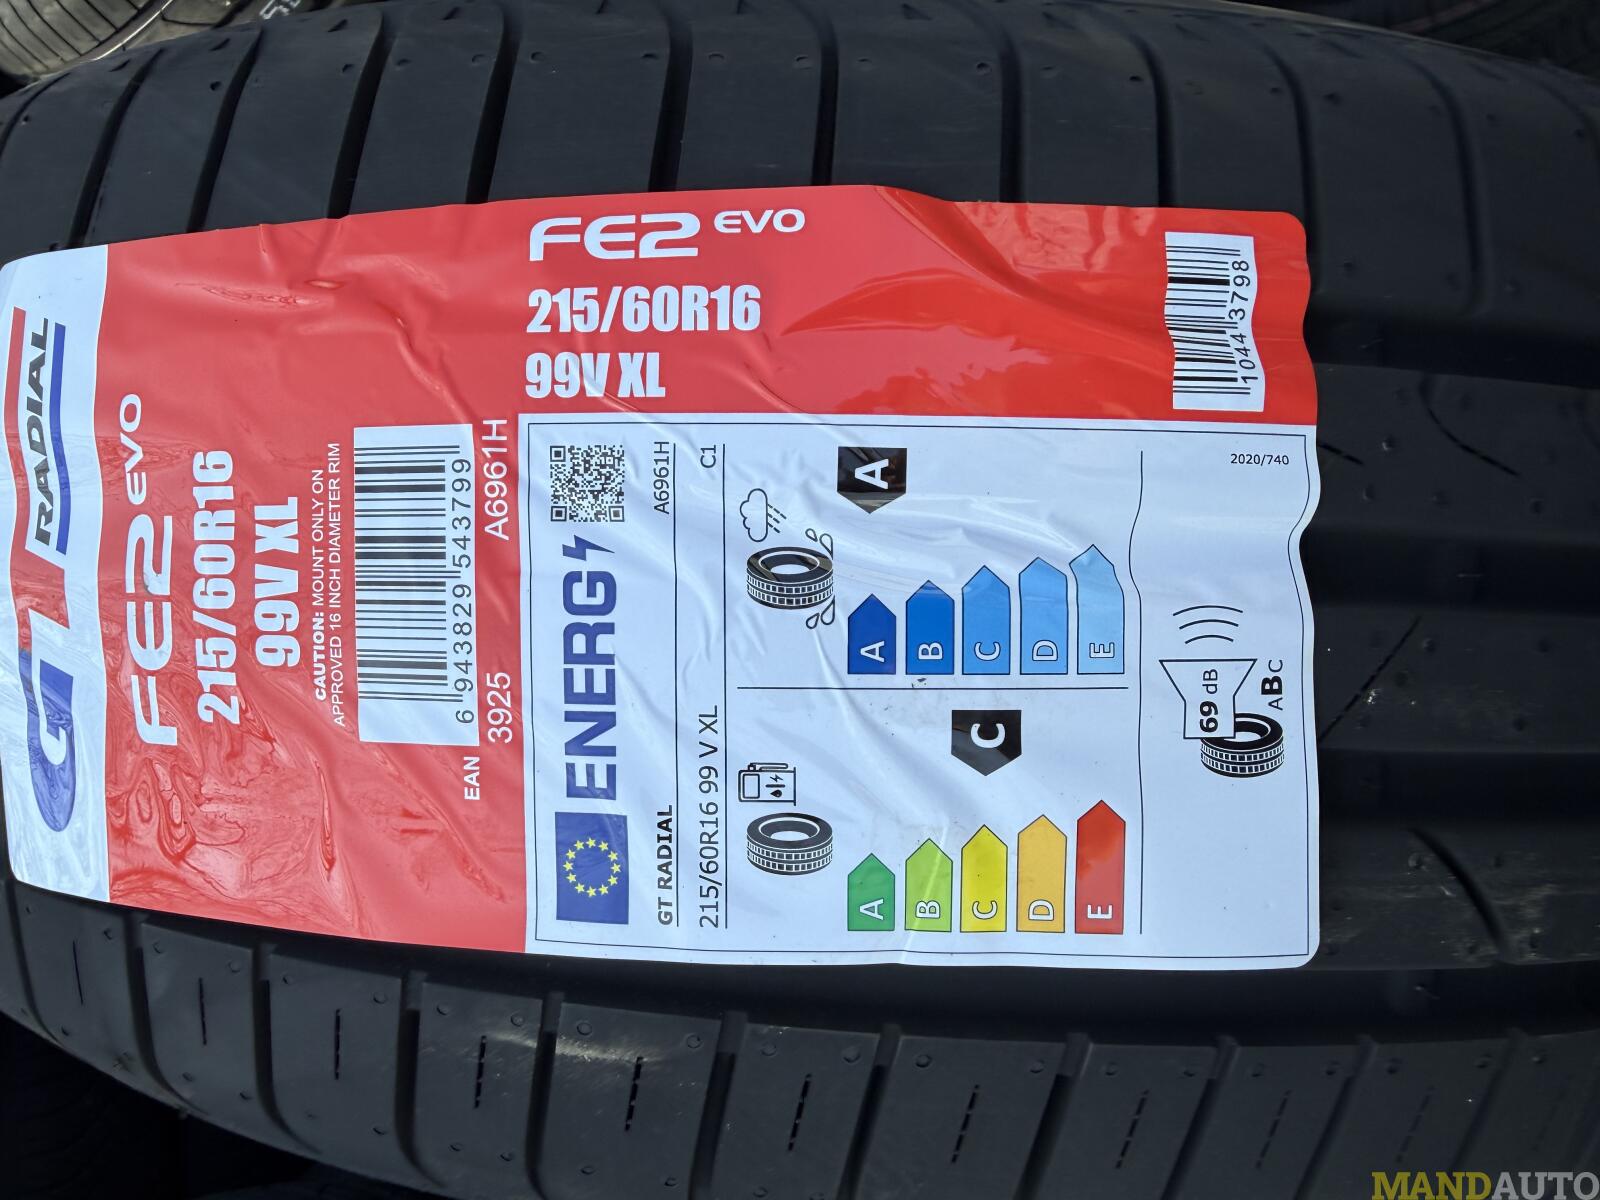 GT RADIAL
FE2 EVO
215/60R16
99V XL
CAUTION: MOUNT ONLY ON
APPROVED 16 INCH DIAMETER RIM
6 943829 543799
EAN
3925
A6961H
FE2 EVO
215/60R16
99V XL
1044 3798
ENERG
GT RADIAL
A6961H
215/60R16 99 V XL
C1
A
A
B
C
D
E
C
A
B
C
D
E
69 dB
ABC
2020/740
MANDAUTO